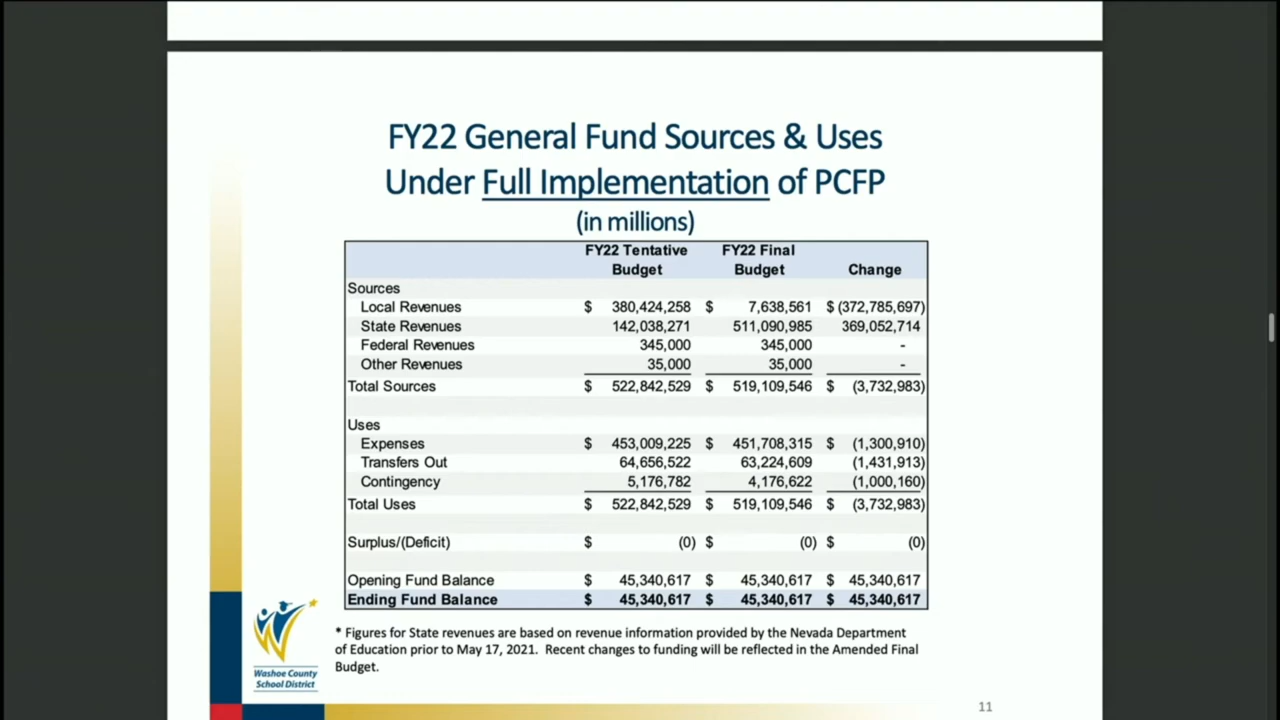 FY22 General Fund Sources & Uses
Under Full Implementation of PCFP
(in millions)
FY22 Tentative FY22 Final
Budget Budget Change
Sources
Local Revenues $ 380,424,258 $ 7,638,561 $ (372,785,697)
State Revenues 142,038,271 511,090,985 369,052,714
Federal Revenues 345,000 345,000 -
Other Revenues 35,000 35,000 -
Total Sources $ 522,842,529 $ 519,109,546 $ (3,732,983)
Uses
Expenses $ 453,009,225 $ 451,708,315 $ (1,300,910)
Transfers Out 64,656,522 63,224,609 (1,431,913)
Contingency 5,176,782 4,176,622 (1,000,160)
Total Uses $ 522,842,529 $ 519,109,546 $ (3,732,983)
Surplus/(Deficit) $ (0) $ (0) $ (0)
Opening Fund Balance $ 45,340,617 $ 45,340,617 $ 45,340,617
Ending Fund Balance $ 45,340,617 $ 45,340,617 $ 45,340,617
* Figures for State revenues are based on revenue information provided by the Nevada Department
of Education prior to May 17, 2021. Recent changes to funding will be reflected in the Amended Final
Budget.
Washoe County
School District
11